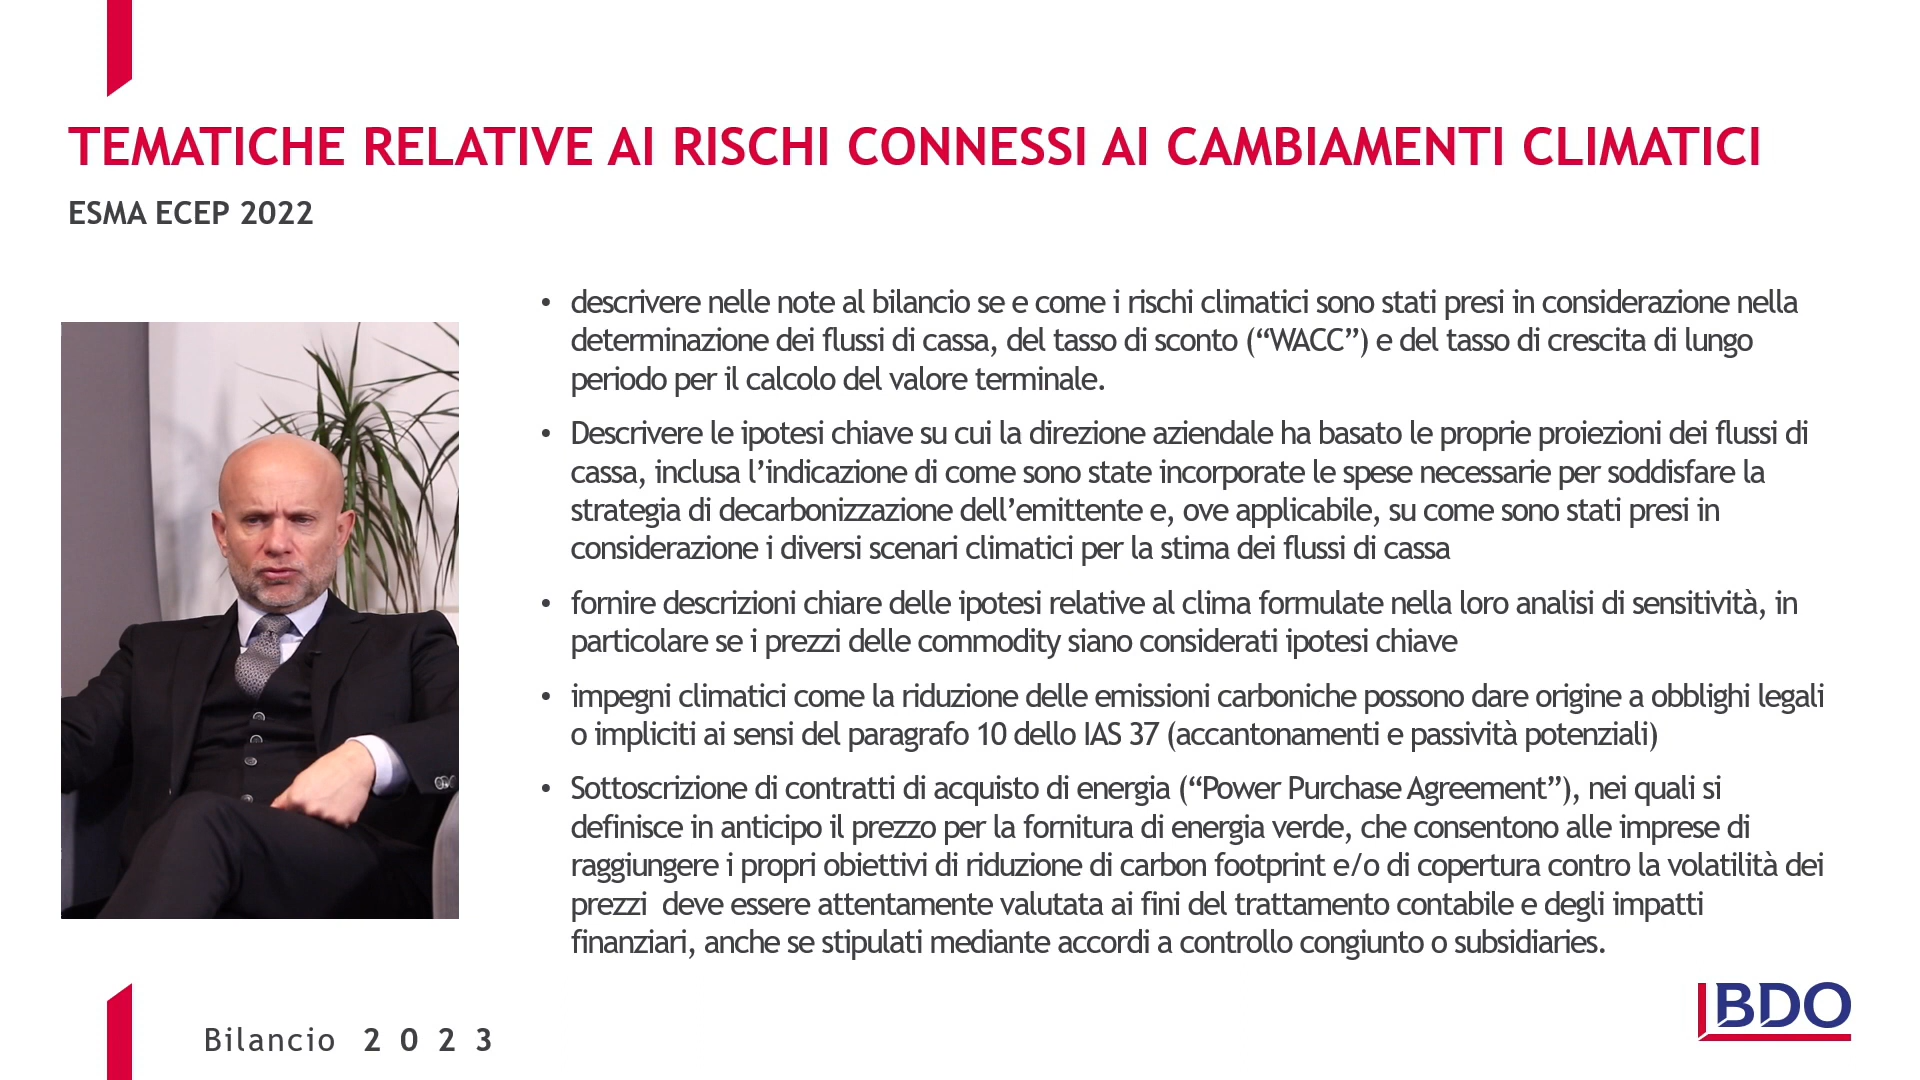 TEMATICHE RELATIVE AI RISCHI CONNESSI AI CAMBIAMENTI CLIMATICI
ESMA ECEP 2022
• descrivere nelle note al bilancio se e come i rischi climatici sono stati presi in considerazione nella
determinazione dei flussi di cassa, del tasso di sconto (“WACC”) e del tasso di crescita di lungo
periodo per il calcolo del valore terminale.
• Descrivere le ipotesi chiave su cui la direzione aziendale ha basato le proprie proiezioni dei flussi di
cassa, inclusa l’indicazione di come sono state incorporate le spese necessarie per soddisfare la
strategia di decarbonizzazione dell’emittente e, ove applicabile, su come sono stati presi in
considerazione i diversi scenari climatici per la stima dei flussi di cassa
• fornire descrizioni chiare delle ipotesi relative al clima formulate nella loro analisi di sensitività, in
particolare se i prezzi delle commodity siano considerati ipotesi chiave
• impegni climatici come la riduzione delle emissioni carboniche possono dare origine a obblighi legali
o impliciti ai sensi del paragrafo 10 dello IAS 37 (accantonamenti e passività potenziali)
• Sottoscrizione di contratti di acquisto di energia (“Power Purchase Agreement”), nei quali si
definisce in anticipo il prezzo per la fornitura di energia verde, che consentono alle imprese di
raggiungere i propri obiettivi di riduzione di carbon footprint e/o di copertura contro la volatilità dei
prezzi  deve essere attentamente valutata ai fini del trattamento contabile e degli impatti
finanziari, anche se stipulati mediante accordi a controllo congiunto o subsidiaries.
Bilancio 2023
BDO